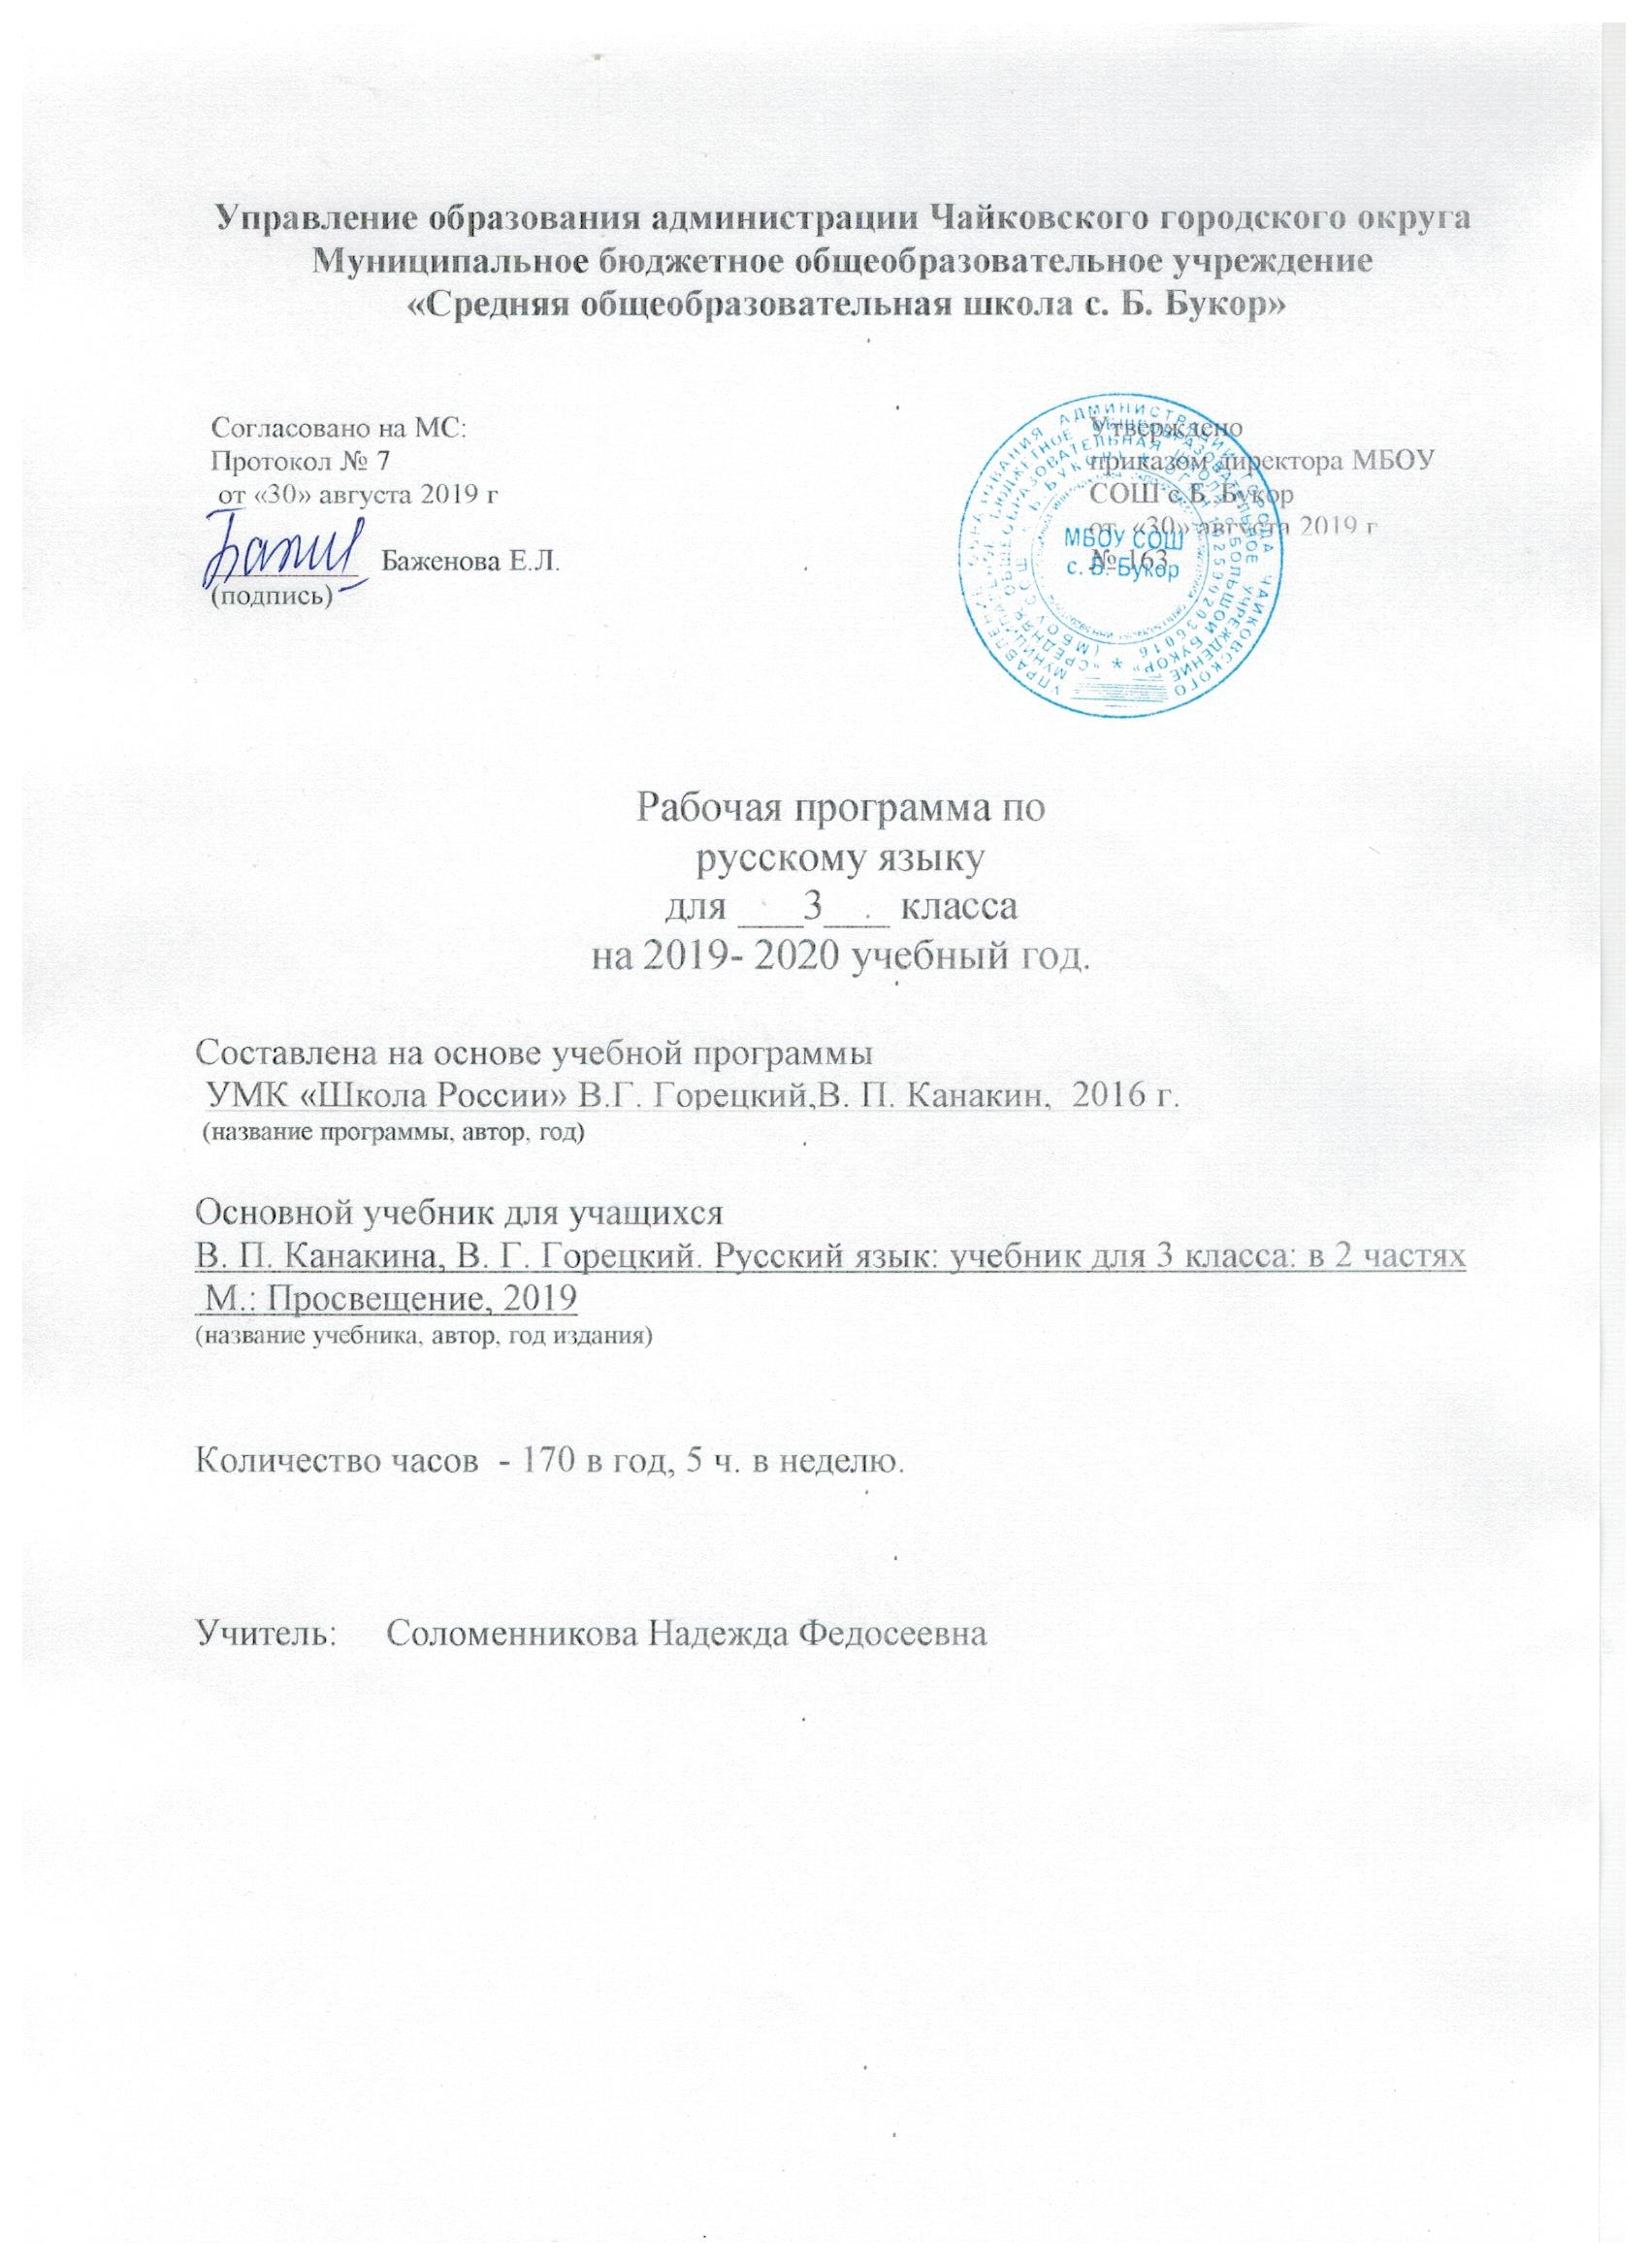 Управление образования администрации Чайковского городского округа
Муниципальное бюджетное общеобразовательное учреждение
«Средняя общеобразовательная школа с. Б. Букор»
Согласовано на МС:
Протокол № 7
от «30» августа 2019 г
Баженова Е.Л.
(подпись)
Утверждено
приказом директора МБОУ
СОШ с.Б. Букор
от «30» августа 2019 г
№ 163
МБОУ СОШ
с. Б. Букор
Рабочая программа по
русскому языку
для ___3___ класса
на 2019- 2020 учебный год.
Составлена на основе учебной программы
УМК «Школа России» В.Г. Горецкий,В. П. Канакин, 2016 г.
(название программы, автор, год)
Основной учебник для учащихся
В. П. Канакина, В. Г. Горецкий. Русский язык: учебник для 3 класса: в 2 частях
М.: Просвещение, 2019
(название учебника, автор, год издания)
Количество часов - 170 в год, 5 ч. в неделю.
Учитель: Соломенникова Надежда Федосеевна